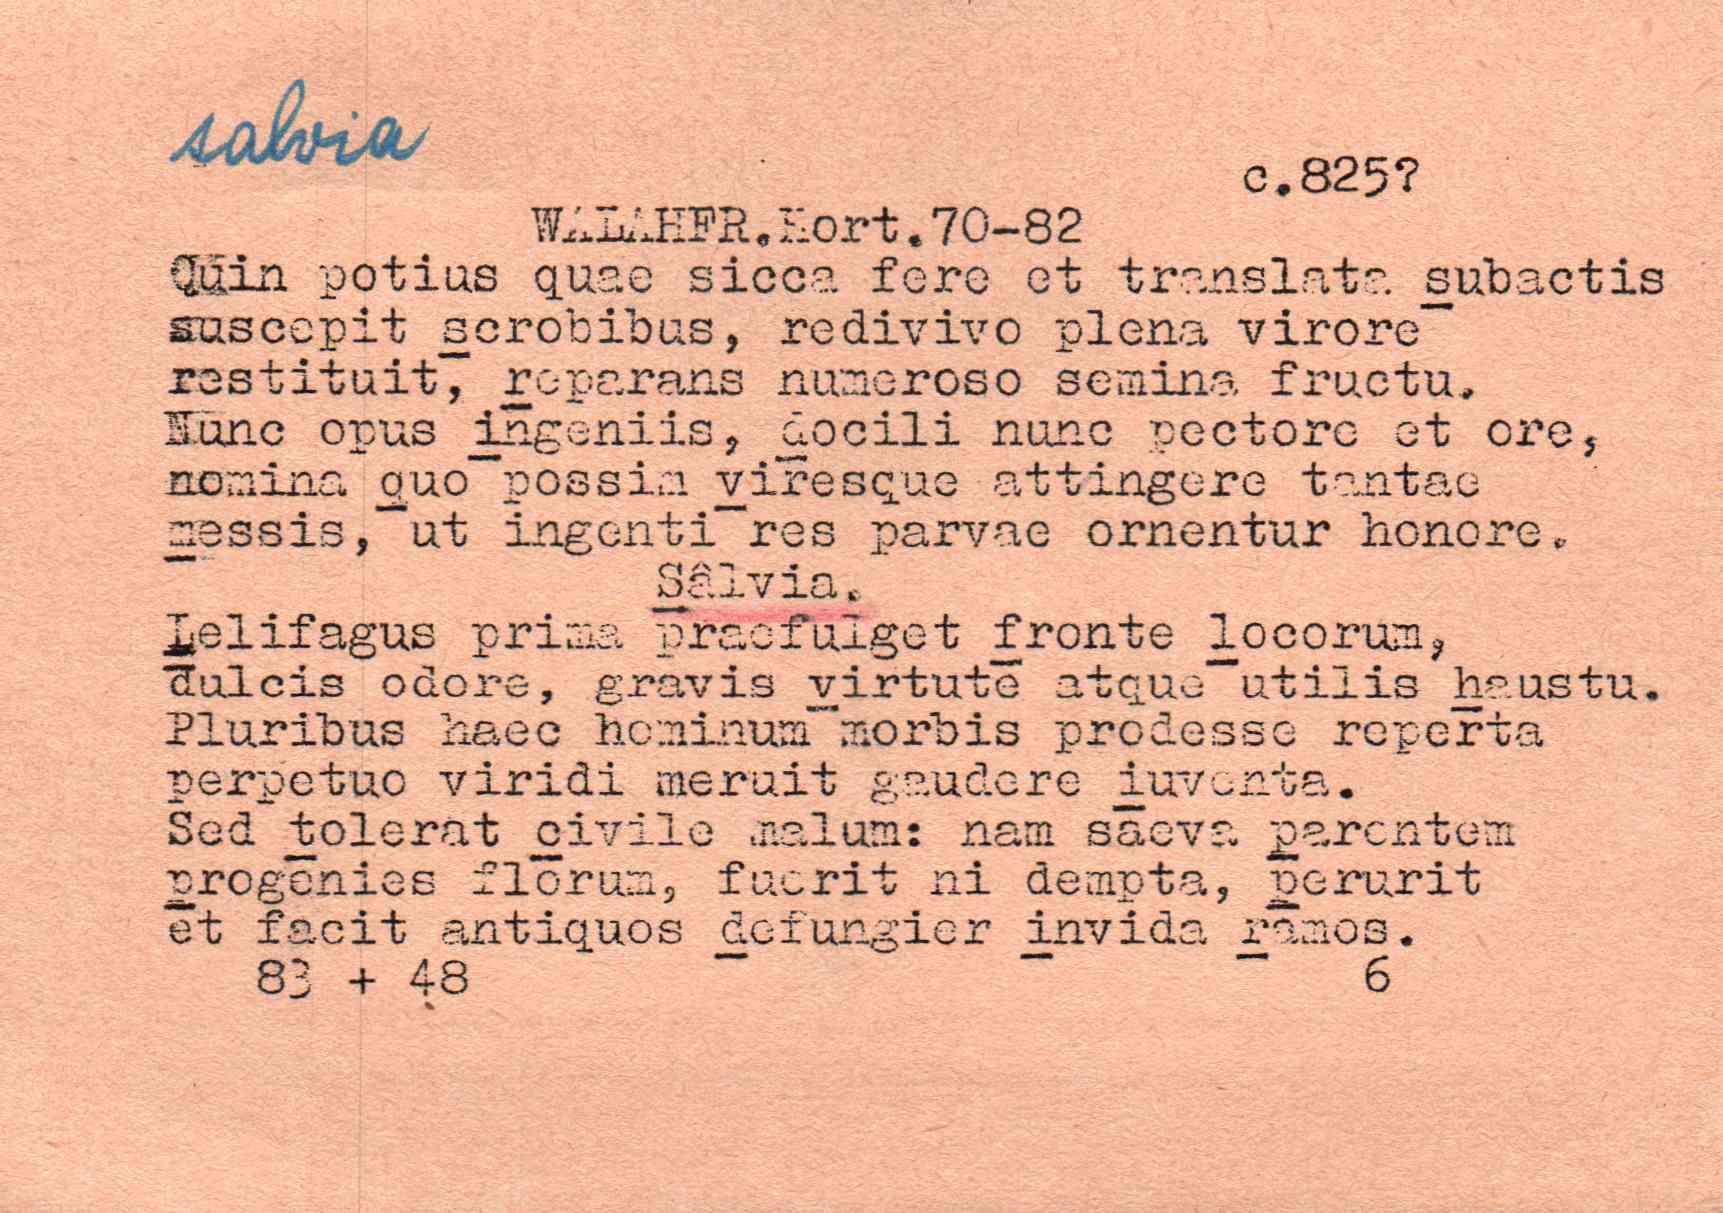 salvia
c.825?
WALAHFR.Hort.70-82
Quin potius quae sicca fere et translata subactis
suscepit scrobibus, redivivo plena virore
restituit, reparans numeroso semina fructu.
Nunc opus ingeniis, docili nunc pectore et ore,
nomina quo possim viresque attingere tantae
messis, ut ingenti res parvae ornentur honore.
Sâlvia.
Lelifagus prima praefulget fronte locorum,
dulcis odore, gravis virtute atque utilis haustu.
Pluribus haec hominum morbis prodesse reperta
perpetuo viridi meruit gaudere iuventa.
Sed tolerat civile malum: nam saeva parentem
progenies florum, fuerit ni dempta, perurit
et facit antiquos defungier invida ramos.
83 + 48 6